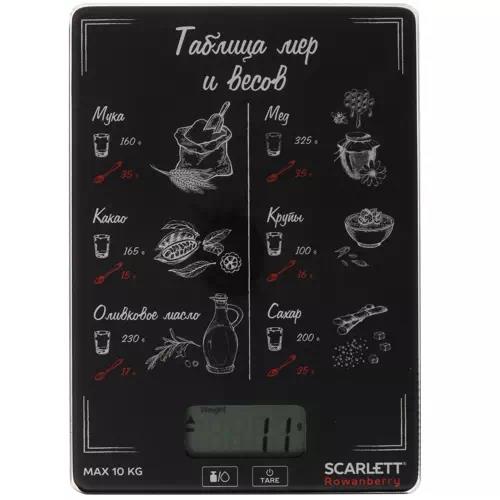 Таблица мер
и весов
Мука
160 г
35 г
Мед
325 г
35 г
Какао
165 г
15 г
Крупы
100 г
16 г
Оливковое масло
230 г
17 г
Сахар
200 г
25 г
Weight
11 g
MAX 10 KG
TARE
SCARLETT
Rowanberry